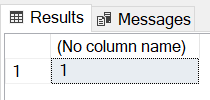 Results Messages
(No column name)
1 1